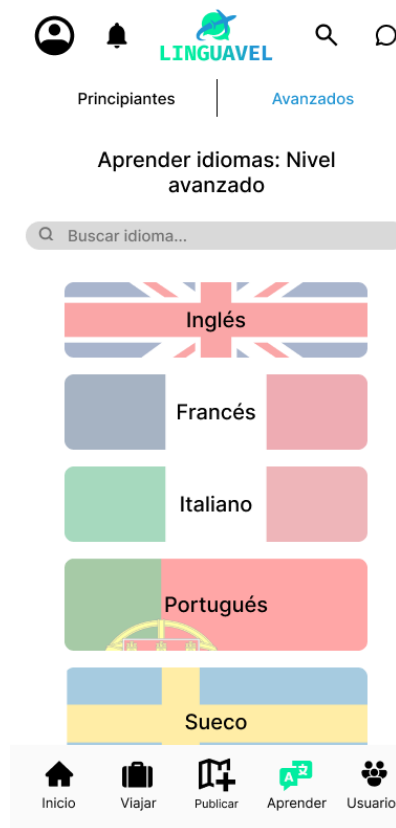 LINGUAVEL
Principiantes
Avanzados
Aprender idiomas: Nivel
avanzado
Buscar idioma...
Inglés
Francés
Italiano
Portugués
Sueco
A
Inicio
Viajar
Publicar
Aprender
Usuario